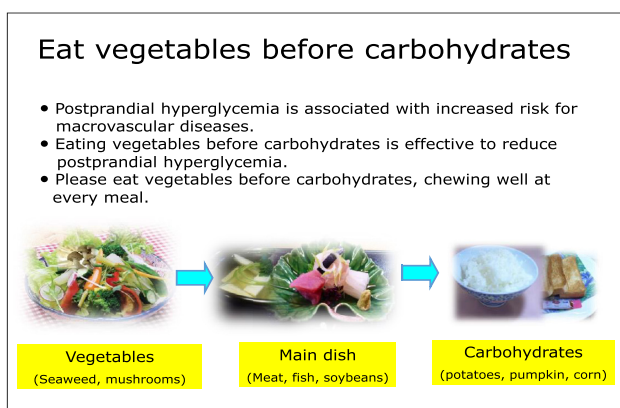 Eat vegetables before carbohydrates
• Postprandial hyperglycemia is associated with increased risk for
macrovascular diseases.
• Eating vegetables before carbohydrates is effective to reduce
postprandial hyperglycemia.
• Please eat vegetables before carbohydrates, chewing well at
every meal.
Vegetables
(Seaweed, mushrooms)
Main dish
(Meat, fish, soybeans)
Carbohydrates
(potatoes, pumpkin, corn)